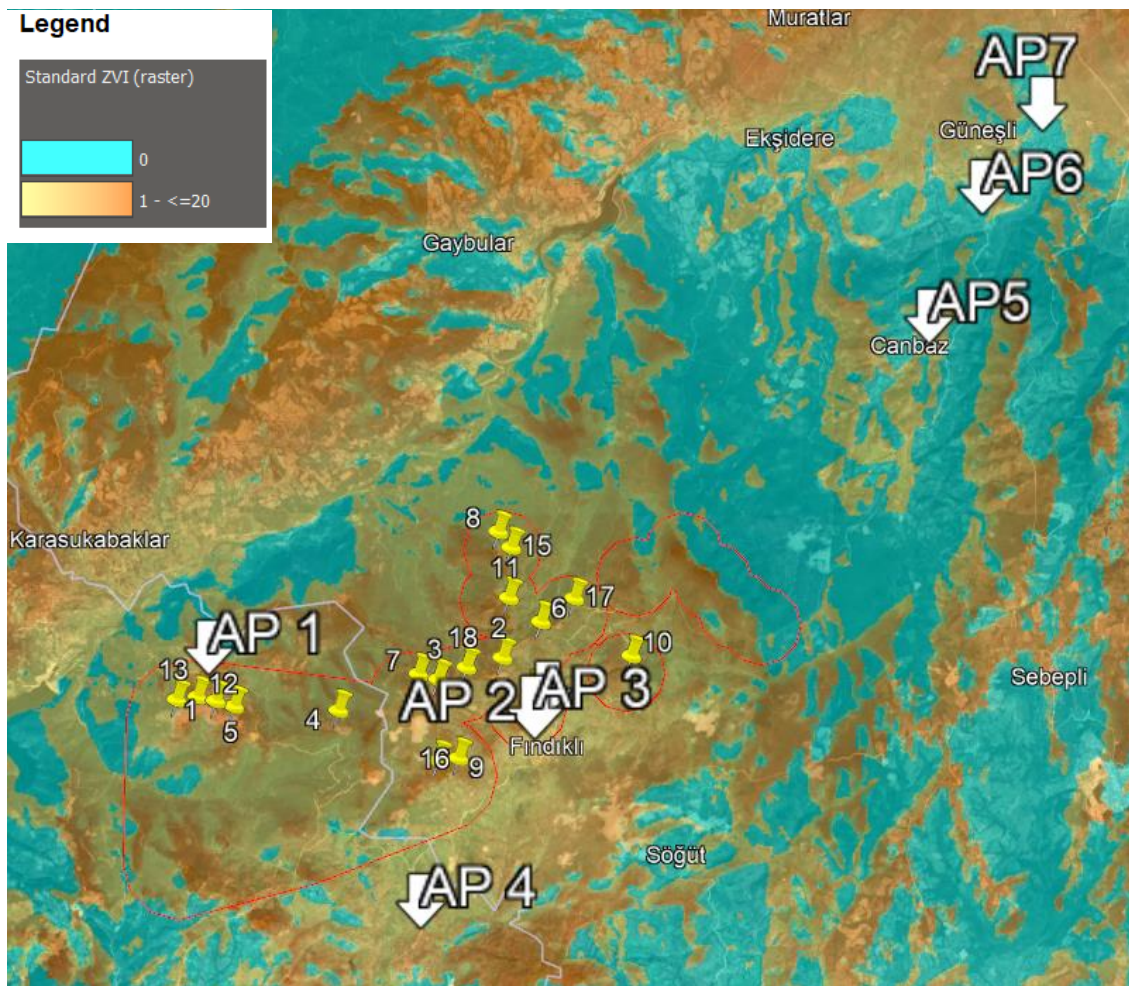 Legend
Standard ZVI (raster)
0
1 - <=20
Muratlar
AP7
Güneşli
Ekşidere
AP6
Gaybular
AP5
Canbaz
Karasukabaklar
8
15
11
17
6
AP 1
18
2
10
7
3
13
12
Sebepli
AP 2
AP 3
1
4
5
Fındıklı
16
9
Söğüt
AP 4